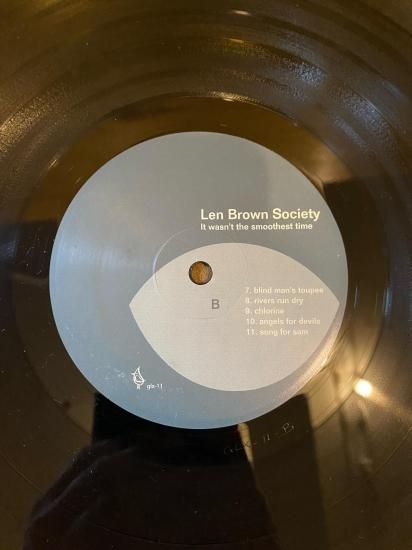 Len Brown Society
It wasn't the smoothest time
B
7. blind man's toupee
8. rivers run dry
9. chlorine
10. angels for devils
11. song for sam
glx-11